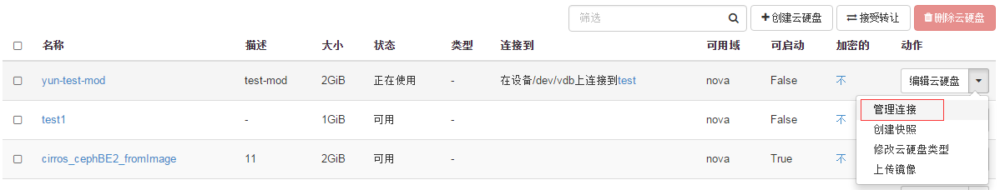 筛选 创建云硬盘 接受转让 删除云硬盘
名称 描述 大小 状态 类型 连接到 可用域 可启动 加密的 动作
yun-test-mod test-mod 2GiB 正在使用 - 在设备/dev/vdb上连接到test nova False 不 编辑云硬盘
管理连接
test1 - 1GiB 可用 - nova False 不
创建快照
修改云硬盘类型
cirros_cephBE2_fromImage 11 2GiB 可用 - nova True 不
上传镜像